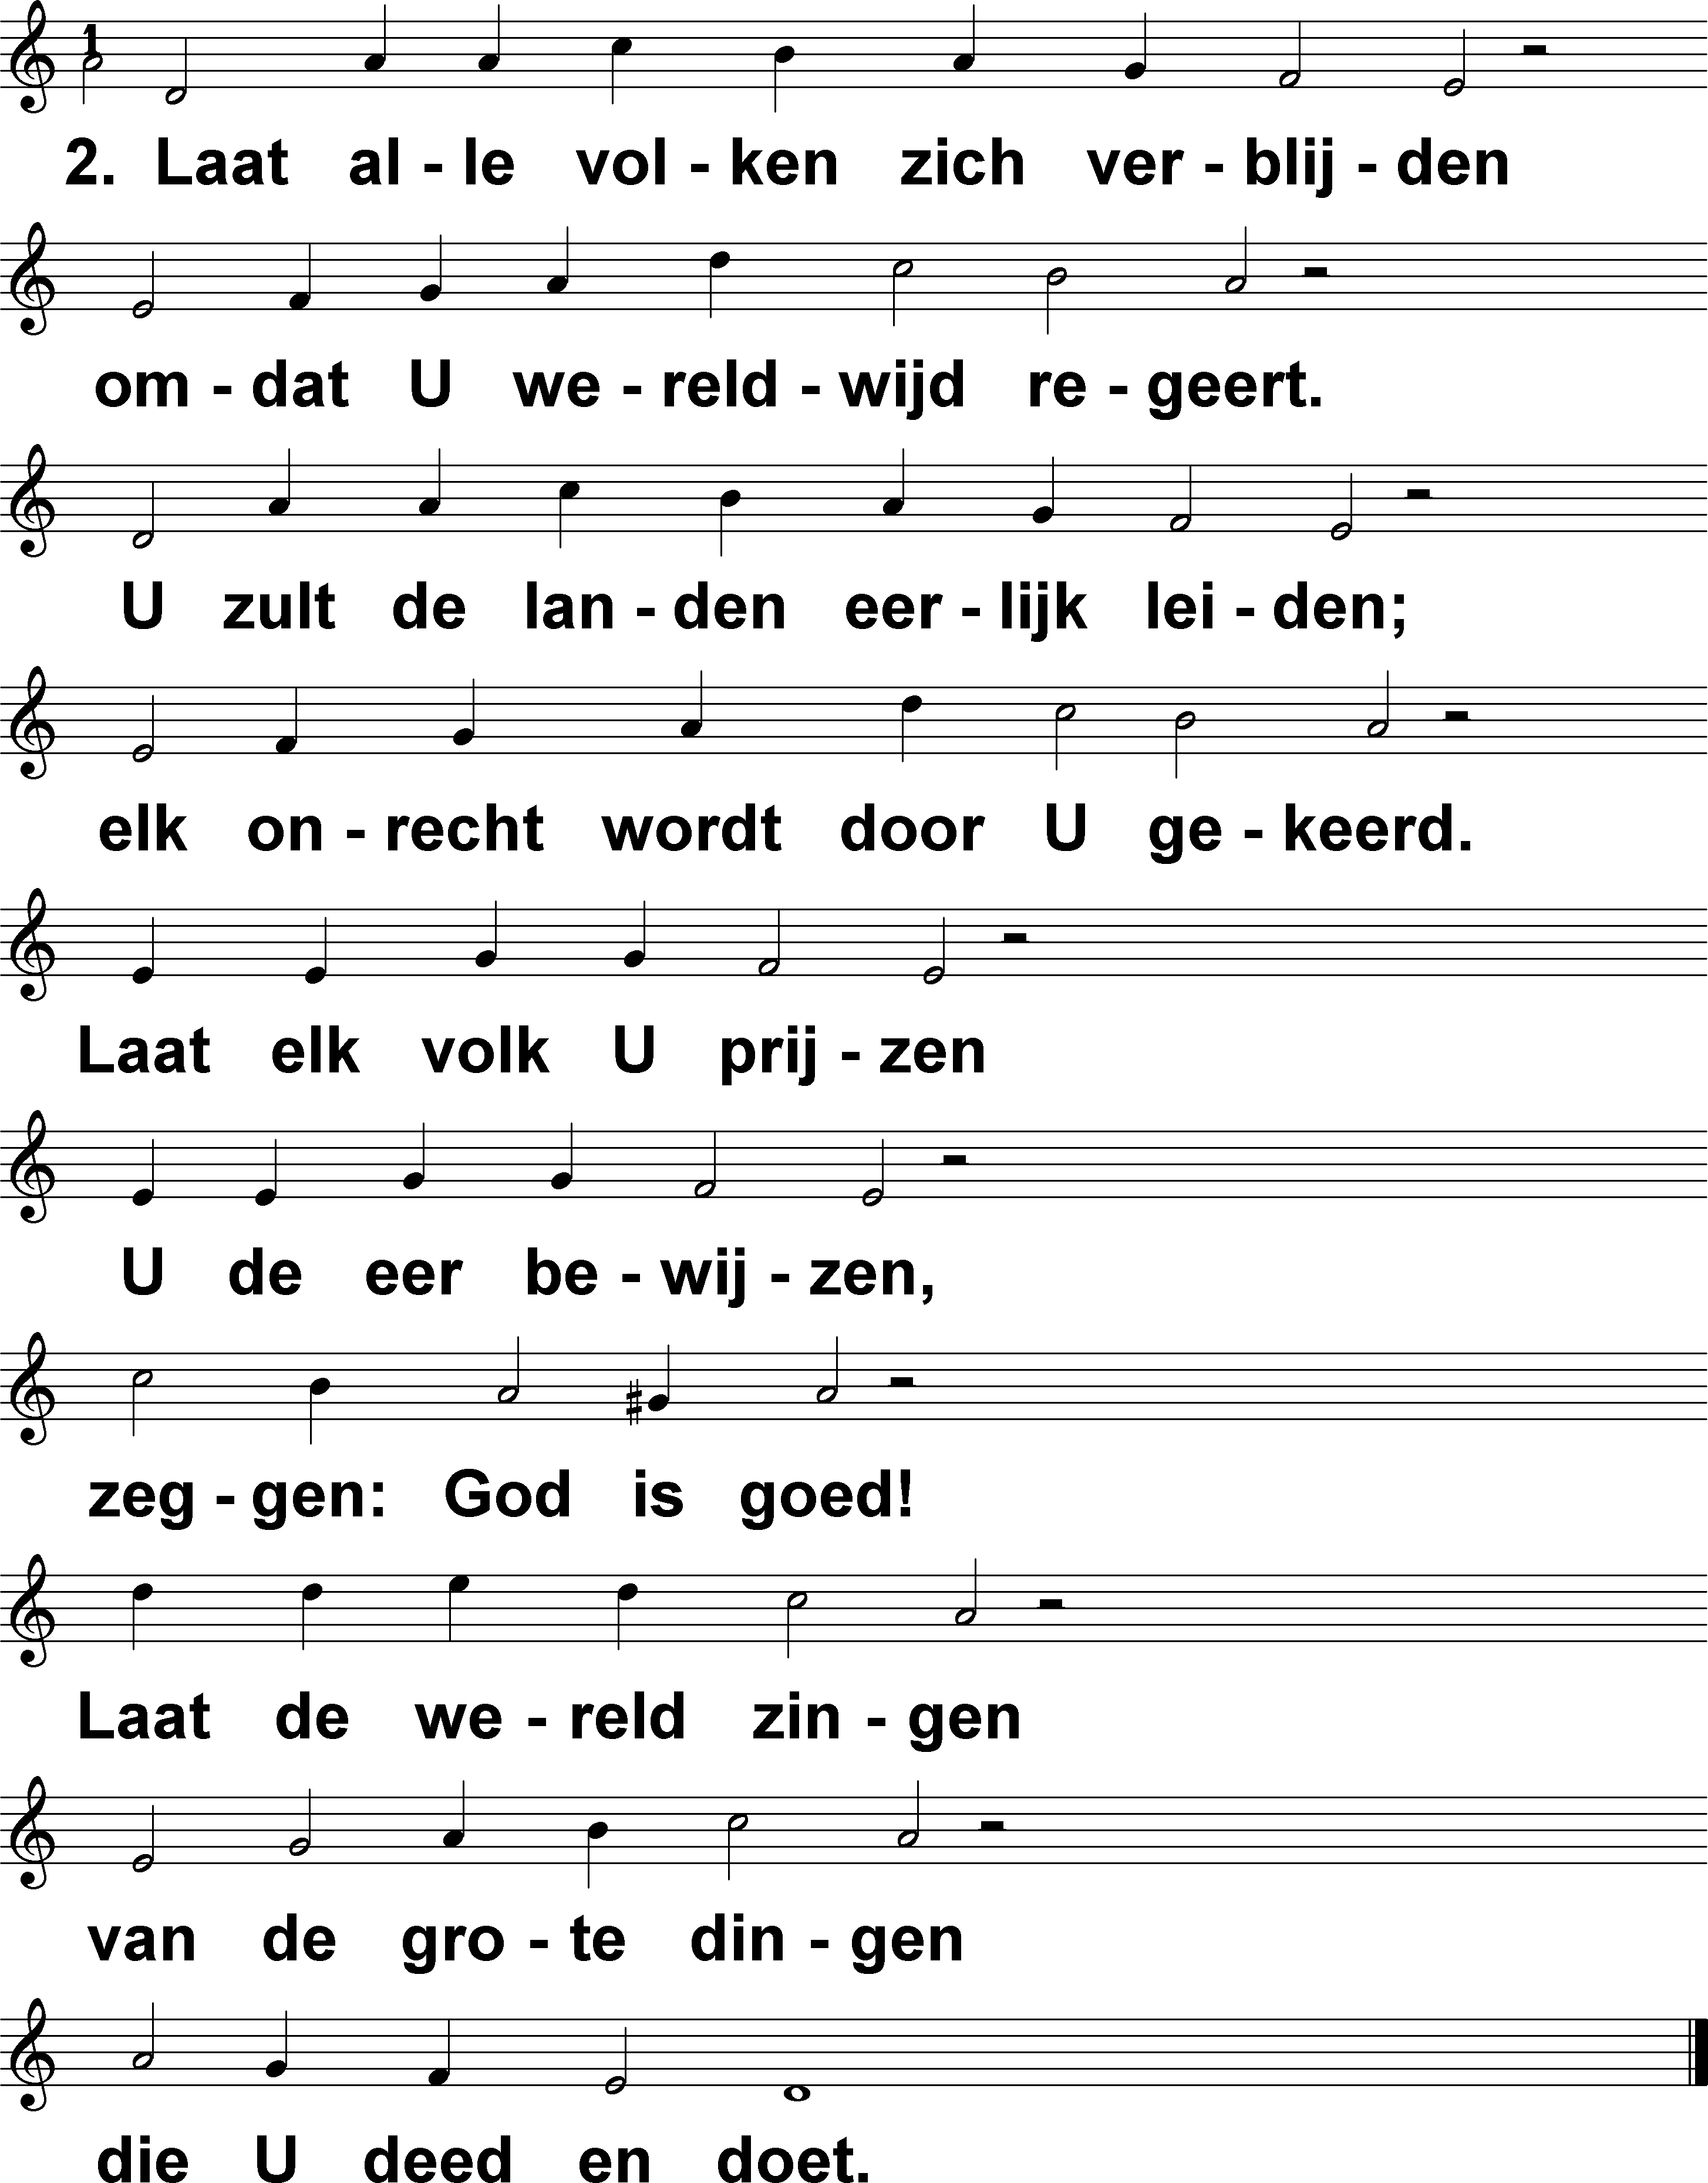 1
2. Laat al - le vol - ken zich ver - blij - den
om - dat U we - reld - wijd re - geert.
U zult de lan - den eer - lijk lei - den;
elk on - recht wordt door U ge - keerd.
Laat elk volk U prij - zen
U de eer be - wij - zen,
zeg - gen: God is goed!
Laat de we - reld zin - gen
van de gro - te din - gen
die U deed en doet.